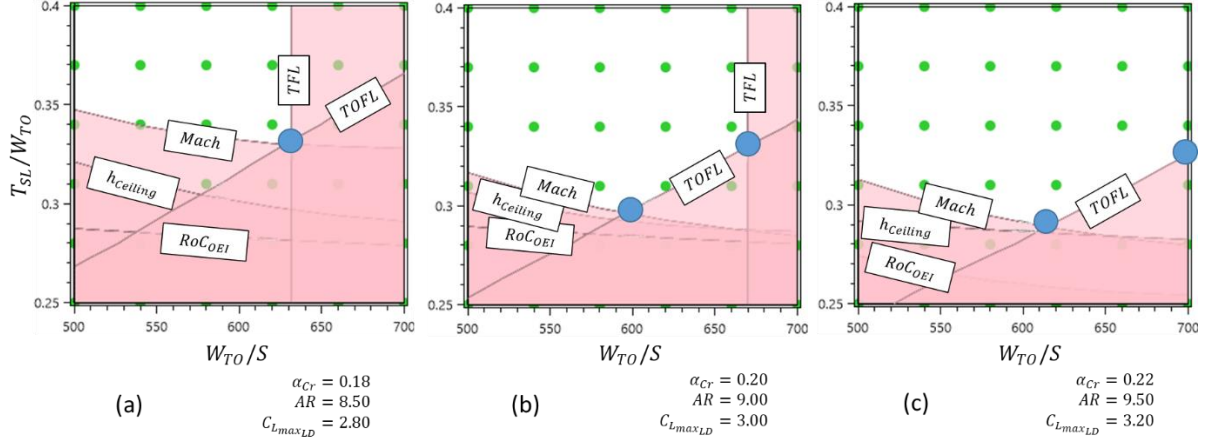 0.4
0.35
0.3
0.25
T_SL/W_TO
TFL
TOFL
Mach
h_Ceiling
RoC_OEI
500 550 600 650 700
W_TO/S
(a)
α_Cr = 0.18
AR = 8.50
C_L_max_LD = 2.80
0.4
0.35
0.3
0.25
TFL
TOFL
Mach
h_Ceiling
RoC_OEI
500 550 600 650 700
W_TO/S
(b)
α_Cr = 0.20
AR = 9.00
C_L_max_LD = 3.00
0.4
0.35
0.3
0.25
TOFL
Mach
h_Ceiling
RoC_OEI
500 550 600 650 700
W_TO/S
(c)
α_Cr = 0.22
AR = 9.50
C_L_max_LD = 3.20